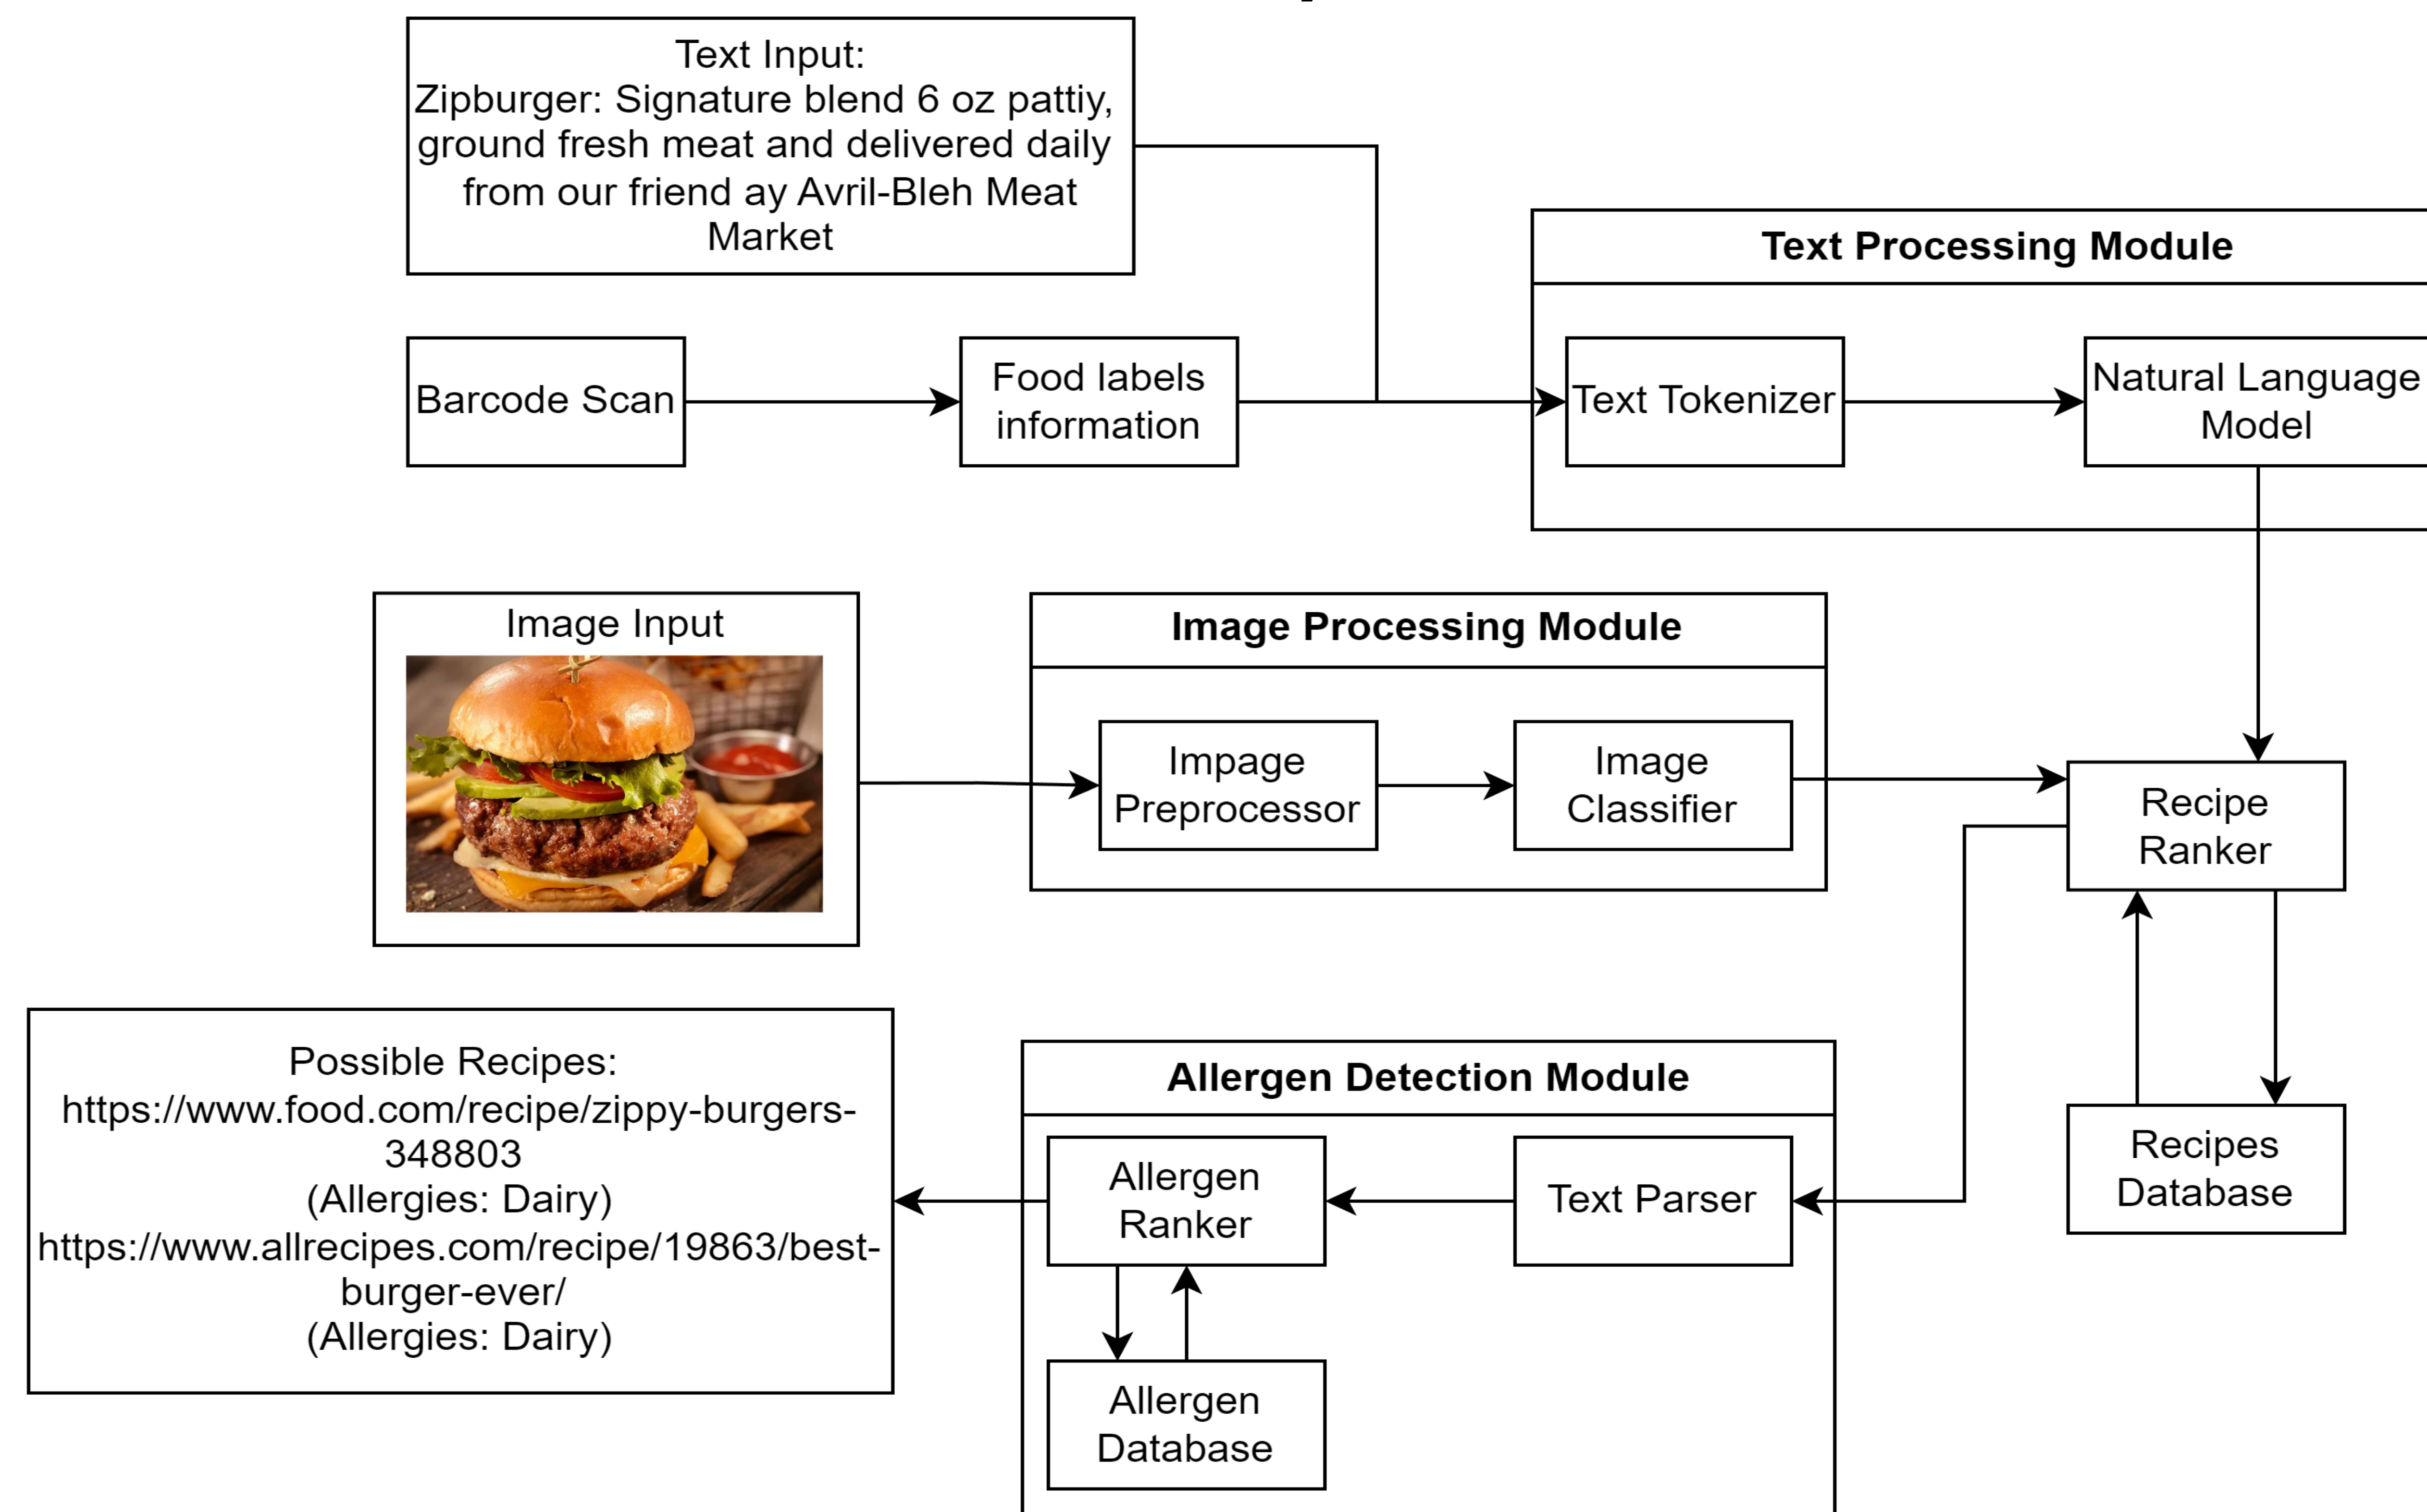 Text Input:
Zipburger: Signature blend 6 oz pattiy,
ground fresh meat and delivered daily
from our friend ay Avril-Bleh Meat
Market
Text Processing Module
Barcode Scan
Food labels
information
Text Tokenizer
Natural Language
Model
Image Input
Image Processing Module
Impage
Preprocessor
Image
Classifier
Recipe
Ranker
Possible Recipes:
https://www.food.com/recipe/zippy-burgers-
348803
(Allergies: Dairy)
https://www.allrecipes.com/recipe/19863/best-
burger-ever/
(Allergies: Dairy)
Allergen Detection Module
Allergen
Ranker
Text Parser
Recipes
Database
Allergen
Database